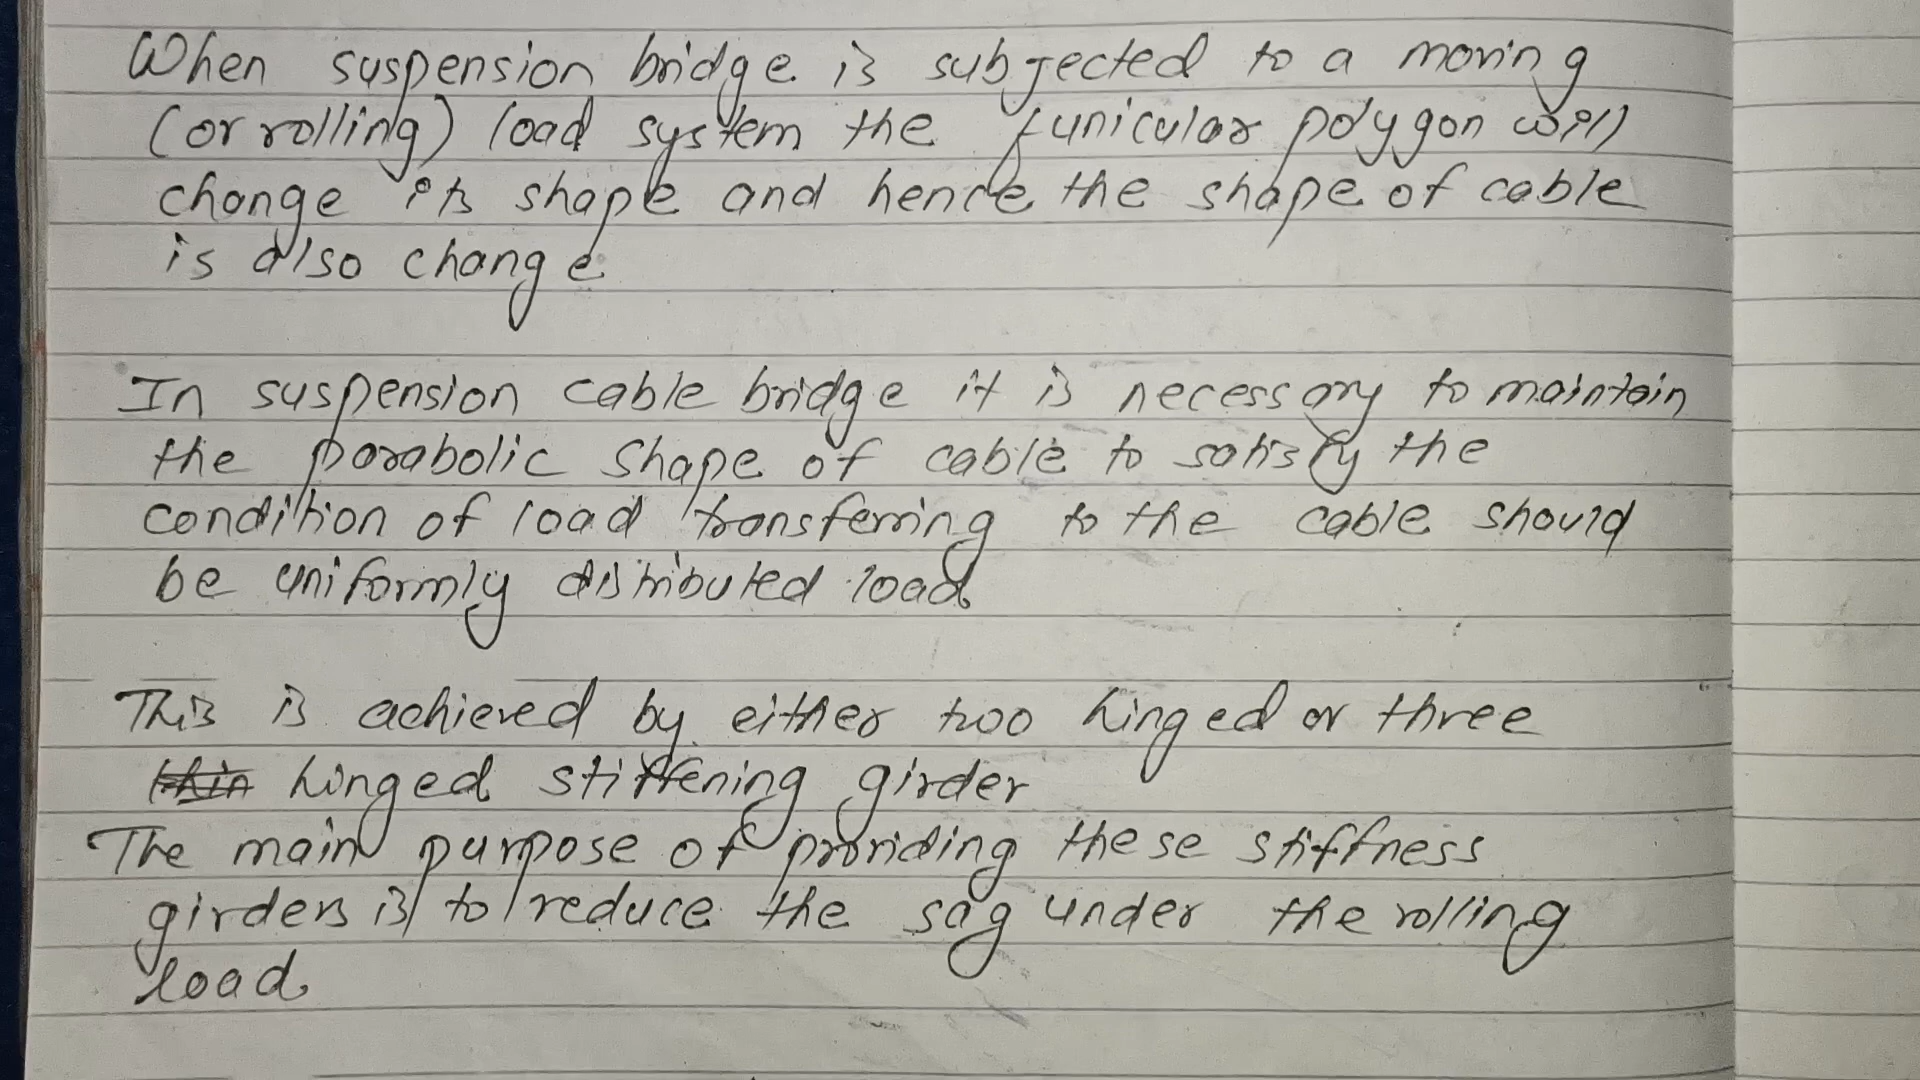 When suspension bridge is subjected to a moving
(or rolling) load system the funicular polygon will
change its shape and hence the shape of cable
is also change
In suspension cable bridge it is necessary to maintain
the parabolic shape of cable to satisfy the
condition of load transferring to the cable should
be uniformly distributed load
This is achieved by either two hinged or three
hinged stiffening girder
The main purpose of providing these stiffness
girders is to reduce the sag under the rolling
load.